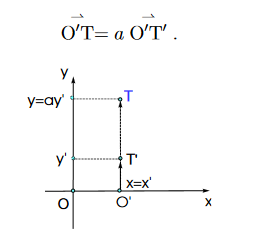 O′T= a O′T′ .
y
y=ay'
T
y'
T'
x=x'
O
O'
x